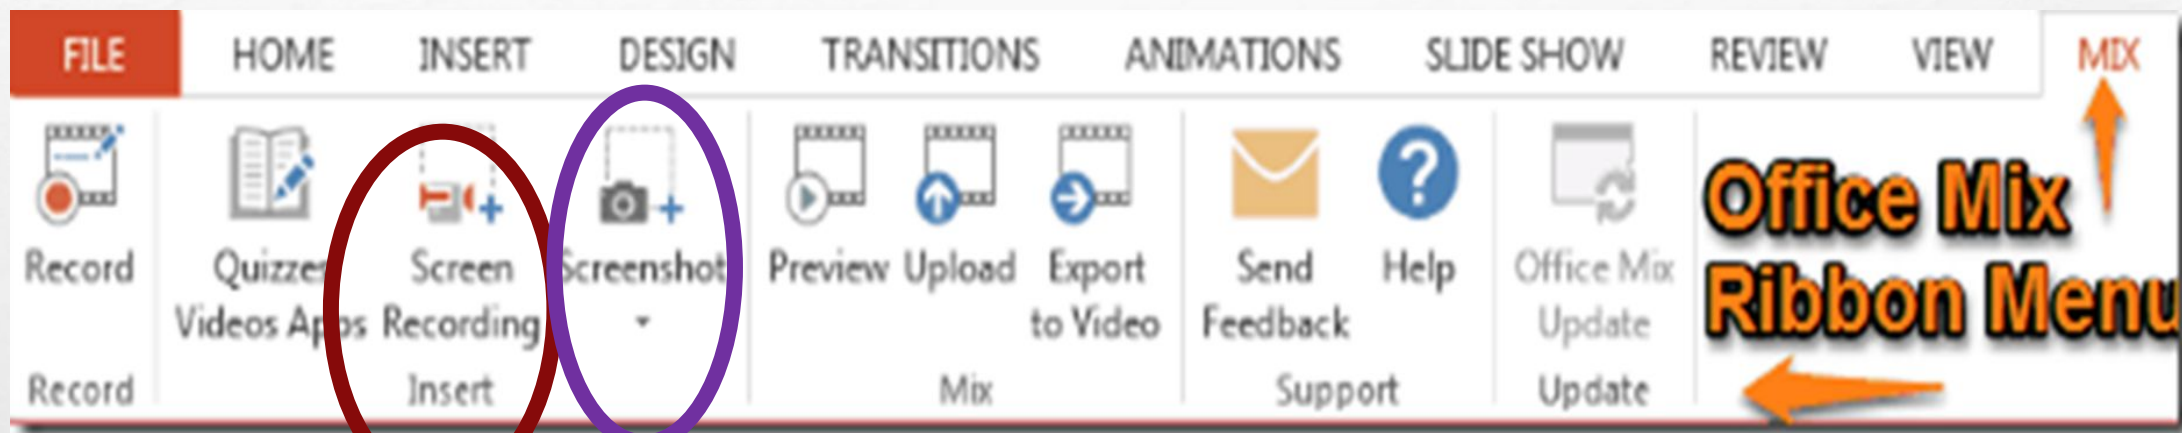 FILE HOME INSERT DESIGN TRANSITIONS ANIMATIONS SLIDE SHOW REVIEW VIEW MIX
Record
Quizzes
Videos Apps
Screen
Recording
Screenshot
Preview
Upload
Export
to Video
Send
Feedback
Help
Office Mix
Update
Office Mix
Ribbon Menu
Record Insert Mix Support Update